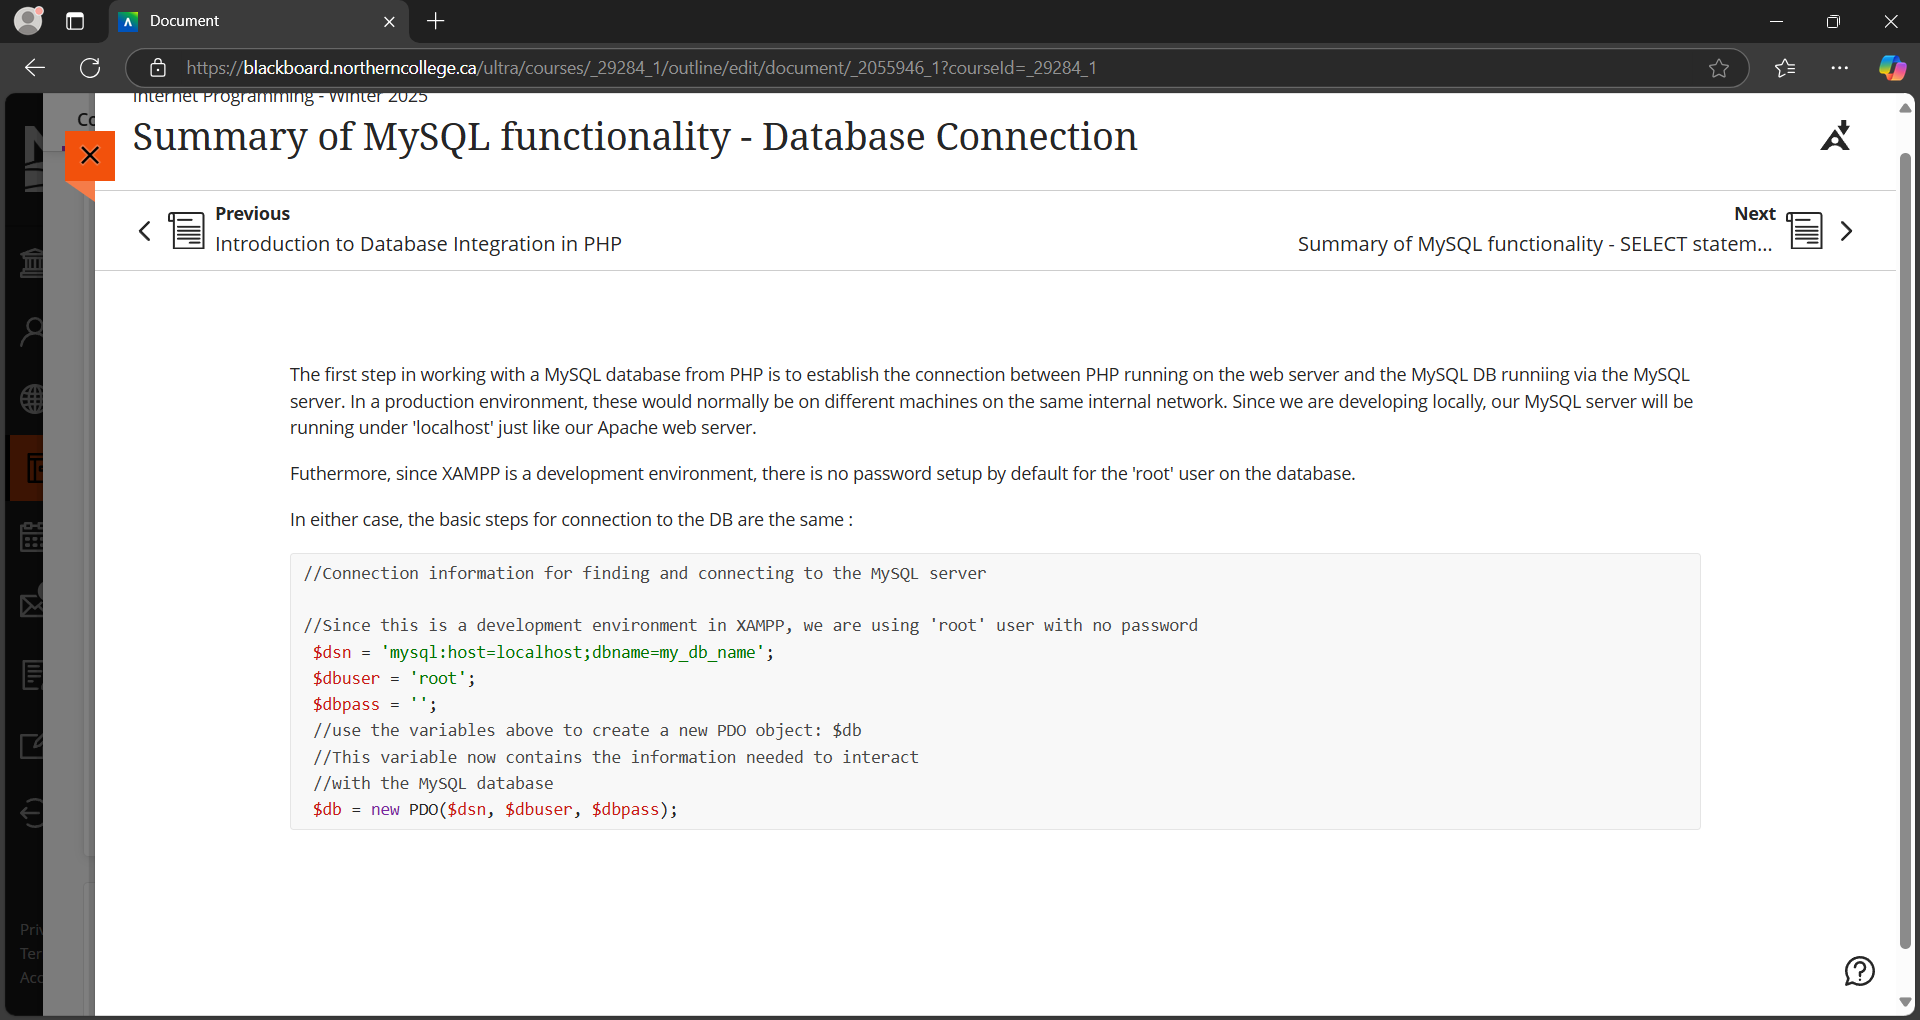 Document
https://blackboard.northerncollege.ca/ultra/courses/_29284_1/outline/edit/document/_2055946_1?courseId=_29284_1
Internet Programming - Winter 2025
Summary of MySQL functionality - Database Connection
Previous
Introduction to Database Integration in PHP
Next
Summary of MySQL functionality - SELECT statem...
The first step in working with a MySQL database from PHP is to establish the connection between PHP running on the web server and the MySQL DB runniing via the MySQL
server. In a production environment, these would normally be on different machines on the same internal network. Since we are developing locally, our MySQL server will be
running under 'localhost' just like our Apache web server.
Futhermore, since XAMPP is a development environment, there is no password setup by default for the 'root' user on the database.
In either case, the basic steps for connection to the DB are the same :
//Connection information for finding and connecting to the MySQL server
//Since this is a development environment in XAMPP, we are using 'root' user with no password
$dsn = 'mysql:host=localhost;dbname=my_db_name';
$dbuser = 'root';
$dbpass = '';
//use the variables above to create a new PDO object: $db
//This variable now contains the information needed to interact
//with the MySQL database
$db = new PDO($dsn, $dbuser, $dbpass);